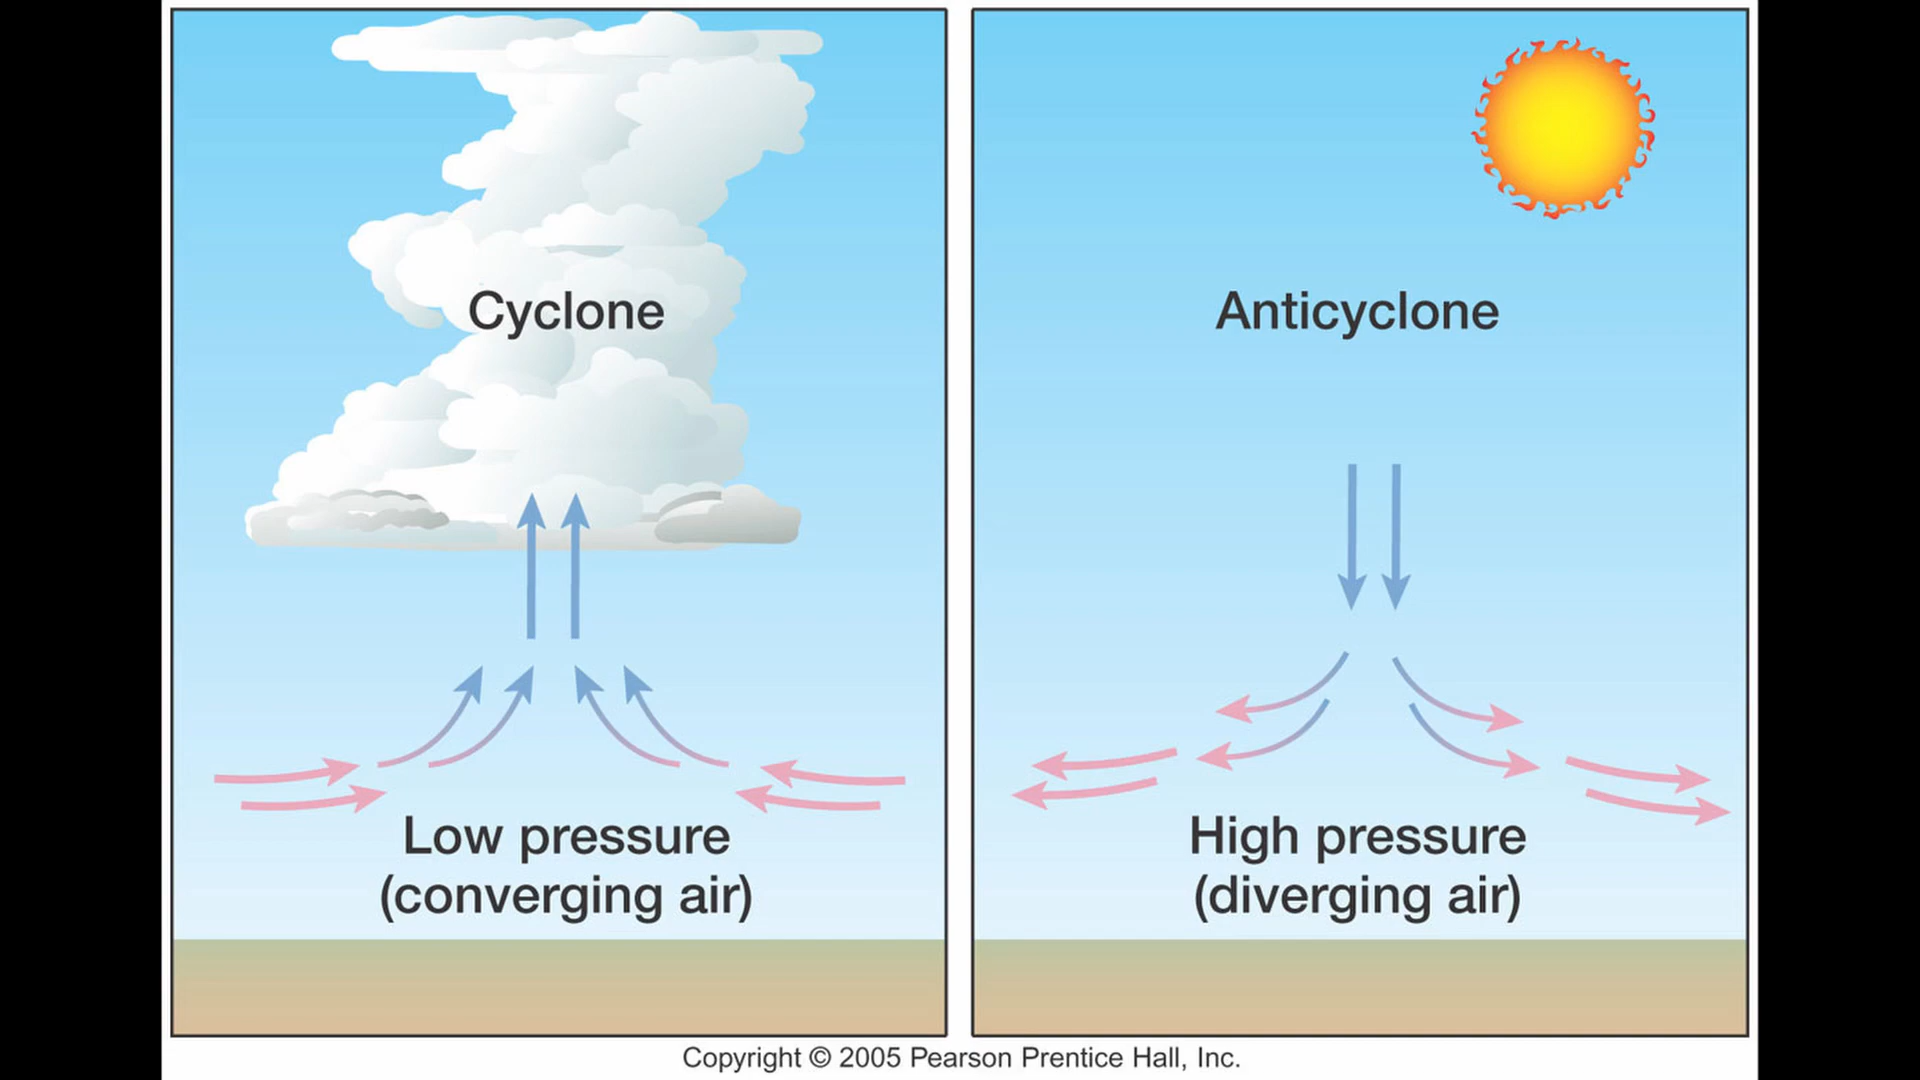 Cyclone
Low pressure
(converging air)
Anticyclone
High pressure
(diverging air)
Copyright © 2005 Pearson Prentice Hall, Inc.